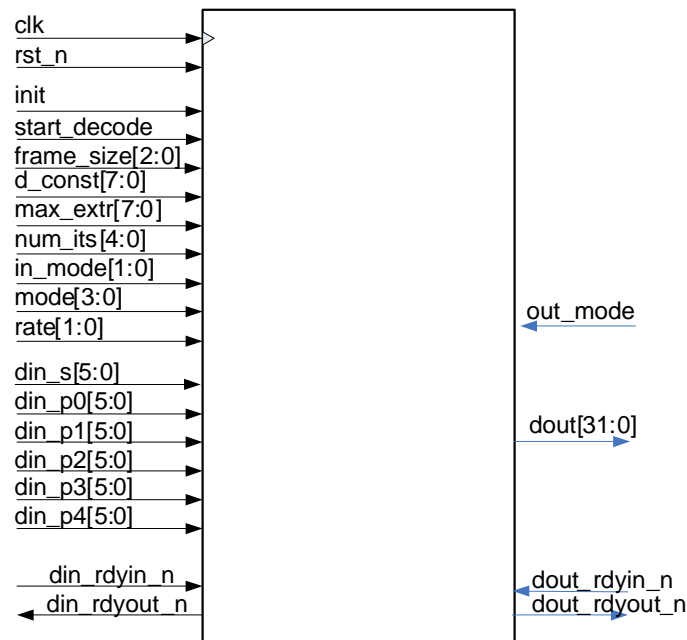 clk
rst_n
init
start_decode
frame_size[2:0]
d_const[7:0]
max_extr[7:0]
num_its[4:0]
in_mode[1:0]
mode[3:0]
rate[1:0]
din_s[5:0]
din_p0[5:0]
din_p1[5:0]
din_p2[5:0]
din_p3[5:0]
din_p4[5:0]
din_rdyin_n
din_rdyout_n
out_mode
dout[31:0]
dout_rdyin_n
dout_rdyout_n